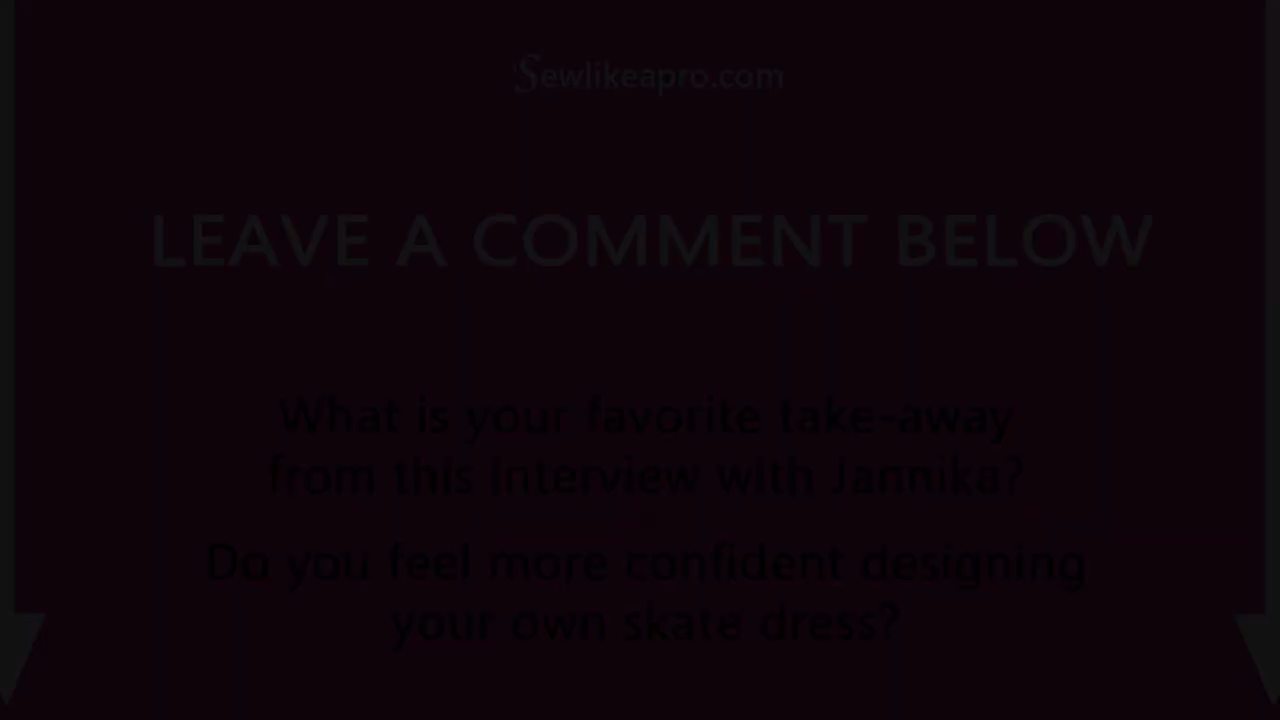 Sewlikeapro.com
LEAVE A COMMENT BELOW
What is your favorite take-away
from this interview with Jannika?
Do you feel more confident designing
your own skate dress?